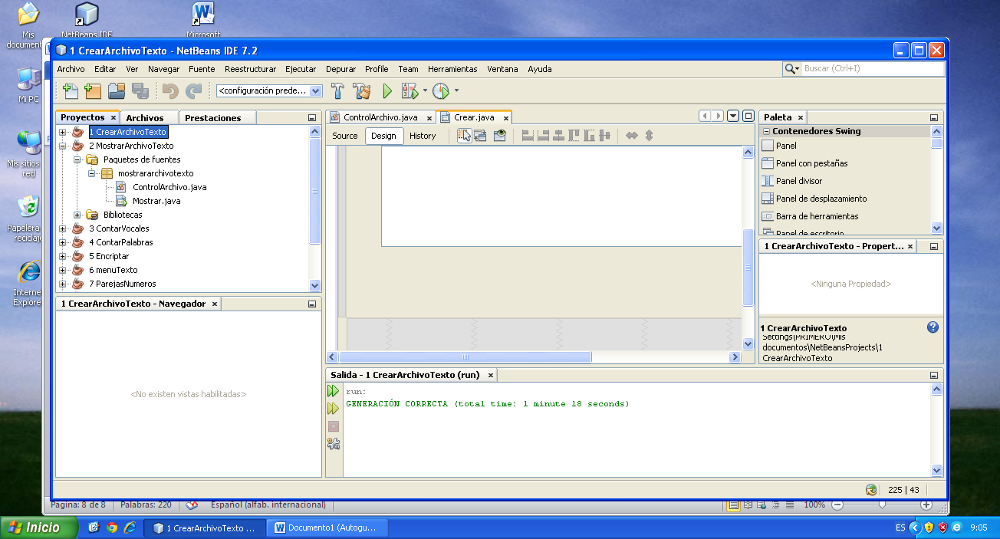 Mis
documentos
NetBeans IDE
Microsoft
Mi PC
Mis sitios
red
Papelera
reciclaje
Internet
Explorer
1 CrearArchivoTexto - NetBeans IDE 7.2
Archivo Editar Ver Navegar Fuente Reestructurar Ejecutar Depurar Profile Team Herramientas Ventana Ayuda
Buscar (Ctrl+I)
<configuración prede...
Proyectos Archivos Prestaciones
1 CrearArchivoTexto
2 MostrarArchivoTexto
Paquetes de fuentes
mostrararchivotexto
ControlArchivo.java
Mostrar.java
Bibliotecas
3 ContarVocales
4 ContarPalabras
5 Encriptar
6 menuTexto
7 ParejasNumeros
1 CrearArchivoTexto - Navegador
<No existen vistas habilitadas>
ControlArchivo.java Crear.java
Source Design History
Paleta
Contenedores Swing
Panel
Panel con pestañas
Panel divisor
Panel de desplazamiento
Barra de herramientas
Panel de escritorio
1 CrearArchivoTexto - Propert...
<Ninguna Propiedad>
1 CrearArchivoTexto
Settings\PRIMERO\Mis
documentos\NetBeansProjects\1
CrearArchivoTexto
Salida - 1 CrearArchivoTexto (run)
run:
GENERACIÓN CORRECTA (total time: 1 minute 18 seconds)
225 | 43
Página: 8 de 8 Palabras: 220 Español (alfab. internacional) 100%
Inicio 1 CrearArchivoTexto ... Documento1 (Autogu... ES 9:05